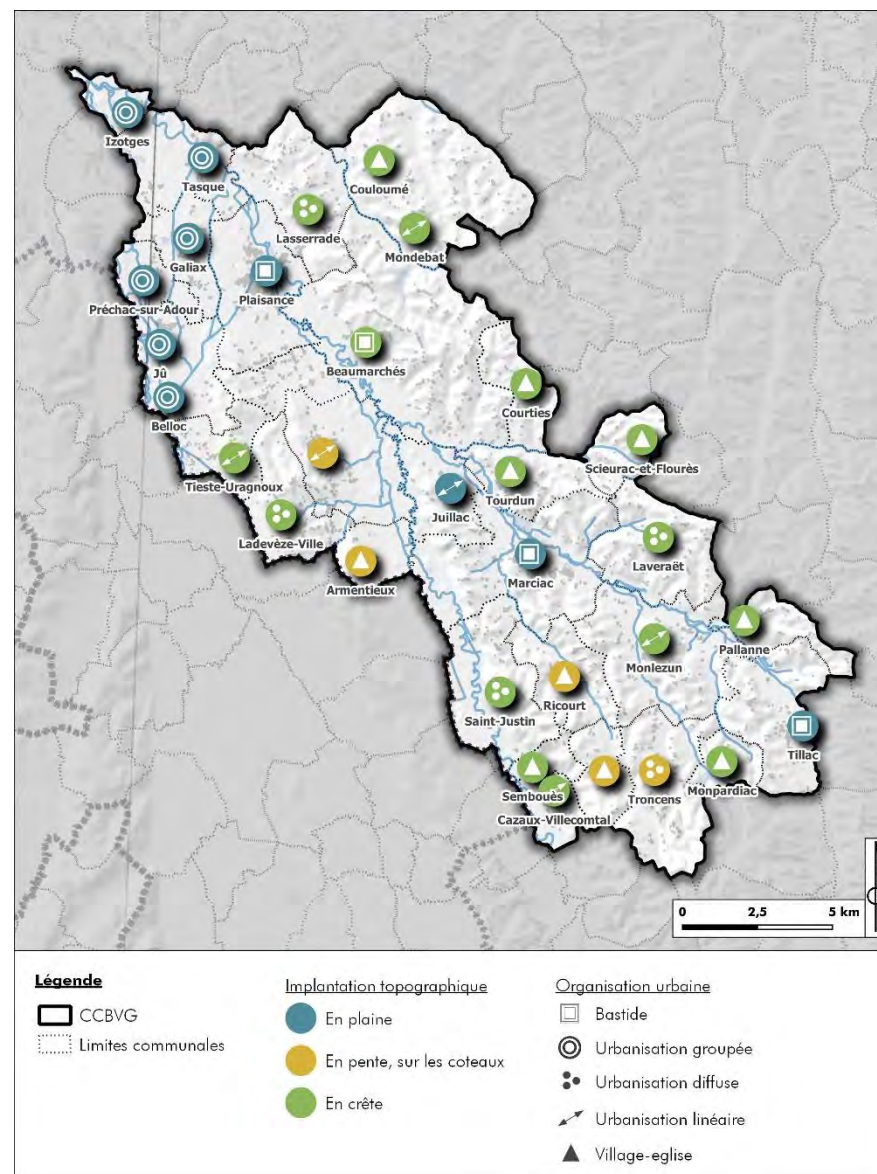 Izotges
Tasque
Couloumé
Lasserrade
Mondebat
Galiax
Plaisance
Préchac-sur-Adour
Jû
Beaumarchés
Belloc
Courties
Scieurac-et-Flourès
Tieste-Uragnoux
Tourdun
Juillac
Ladevèze-Ville
Laveraët
Marciac
Armentieux
Pallanne
Monlezun
Ricourt
Saint-Justin
Tillac
Sembouès
Troncens
Monpardiac
Cazaux-Villecomtal
0 2,5 5 km
Légende
CCBVG
Limites communales
Implantation topographique
En plaine
En pente, sur les coteaux
En crête
Organisation urbaine
Bastide
Urbanisation groupée
Urbanisation diffuse
Urbanisation linéaire
Village-eglise